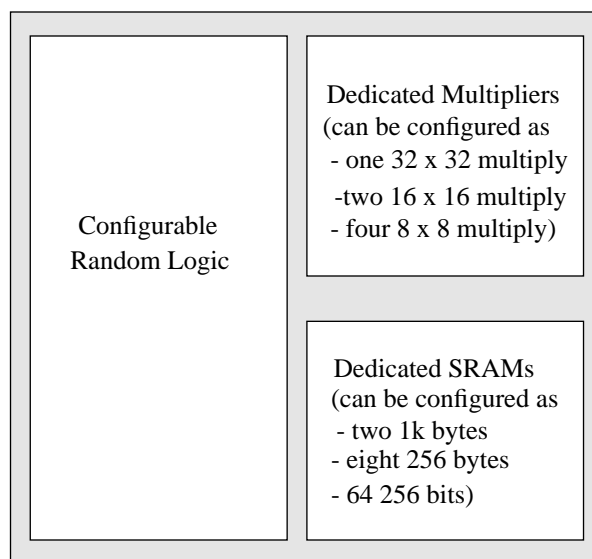 Configurable
Random Logic
Dedicated Multipliers
(can be configured as
- one 32 x 32 multiply
-two 16 x 16 multiply
- four 8 x 8 multiply)
Dedicated SRAMs
(can be configured as
- two 1k bytes
- eight 256 bytes
- 64 256 bits)